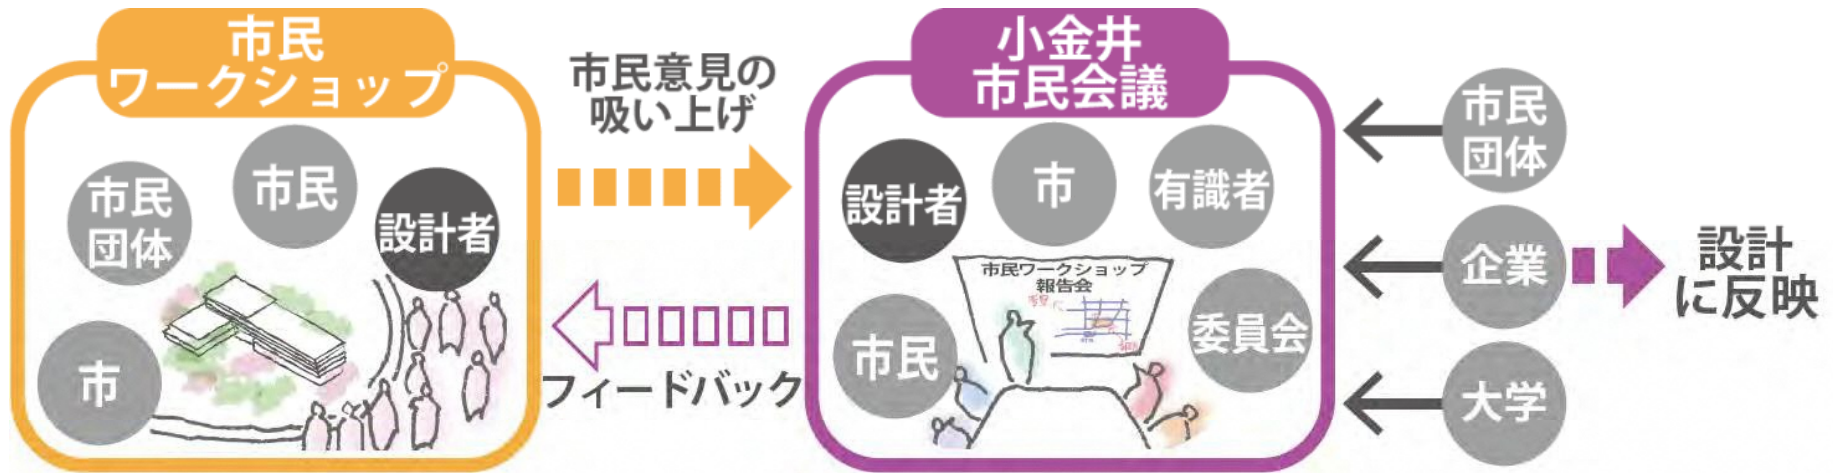 市民
ワークショップ
市民
団体
市民
設計者
市
市民意見の
吸い上げ
フィードバック
小金井
市民会議
設計者
市
有識者
市民ワークショップ
報告会
市民
委員会
市民
団体
企業
大学
設計
に反映